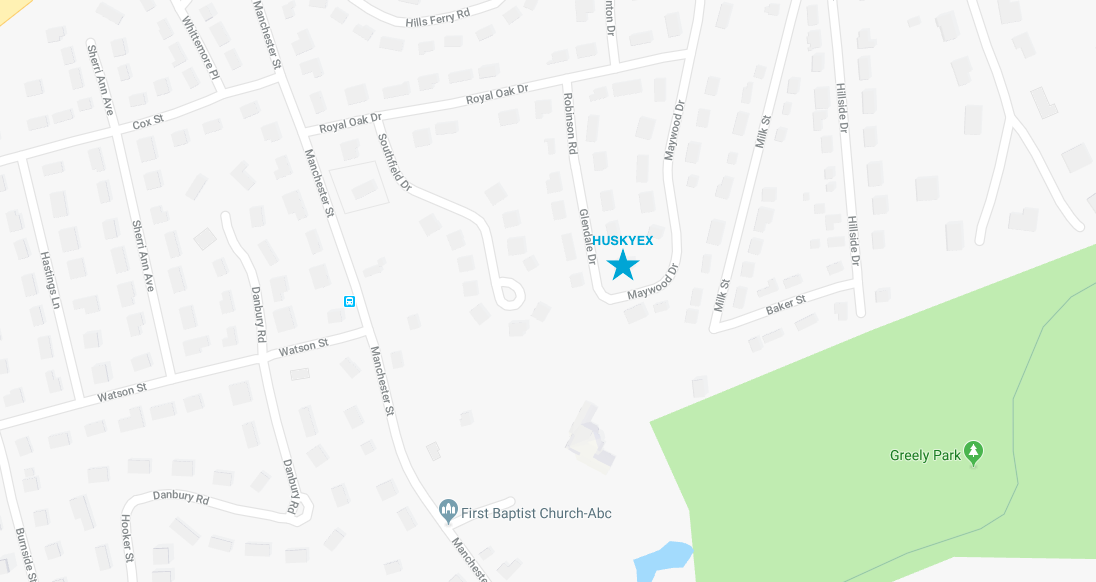 Hills Ferry Rd
nton Dr
Manchester St
Whittemore Pl
Sherri Ann Ave
Cox St
Royal Oak Dr
Royal Oak Dr
Robinson Rd
Maywood Dr
Milk St
Hillside Dr
Southfield Dr
Manchester St
Sherri Ann Ave
Hastings Ln
Glendale Dr
HUSKYEX
Hillside Dr
Maywood Dr
Milk St
Baker St
Danbury Rd
Watson St
Watson St
Manchester St
Greely Park
Danbury Rd
Danbury Rd
First Baptist Church-Abc
Hooker St
Burnside St
Manchester